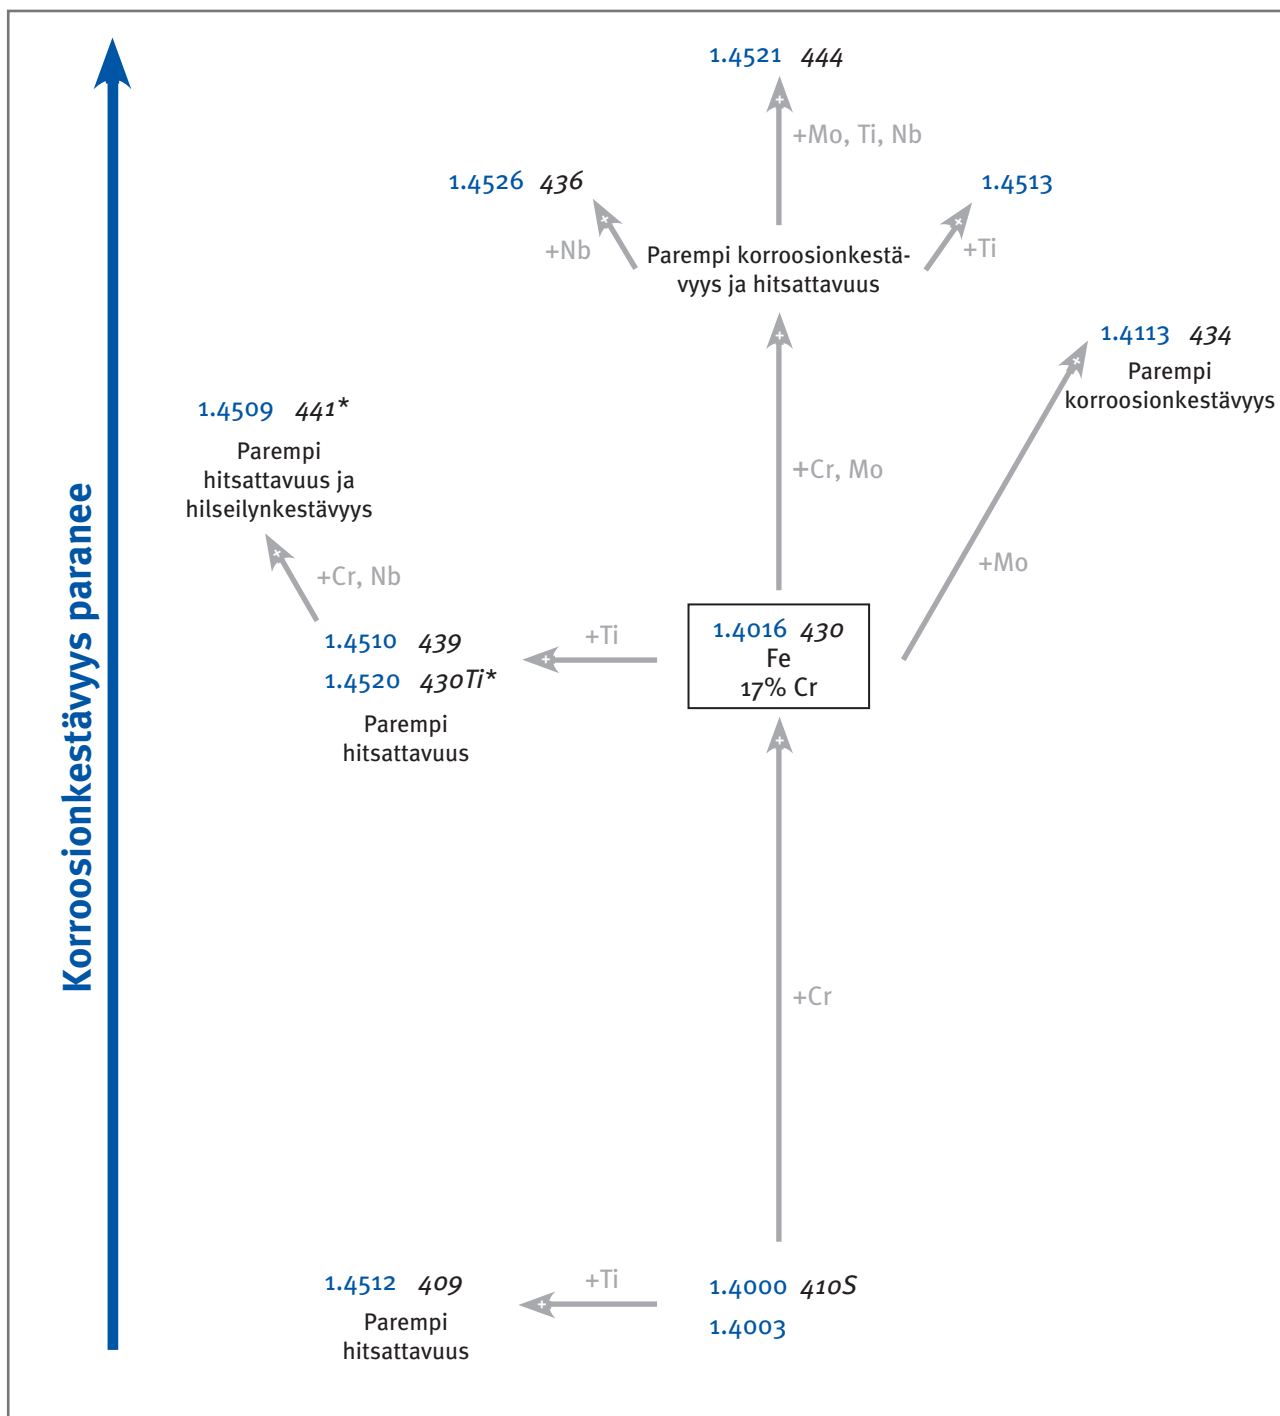 Korroosionkestävyys paranee
1.4521 444
+Mo, Ti, Nb
1.4526 436
1.4513
+Nb
Parempi korroosionkestä-
vyys ja hitsattavuus
+Ti
1.4113 434
Parempi
korroosionkestävyys
1.4509 441*
Parempi
hitsattavuus ja
hilseilynkestävyys
+Cr, Mo
+Cr, Nb
+Mo
1.4510 439
1.4520 430Ti*
Parempi
hitsattavuus
+Ti
1.4016 430
Fe
17% Cr
+Cr
1.4512 409
Parempi
hitsattavuus
+Ti
1.4000 410S
1.4003